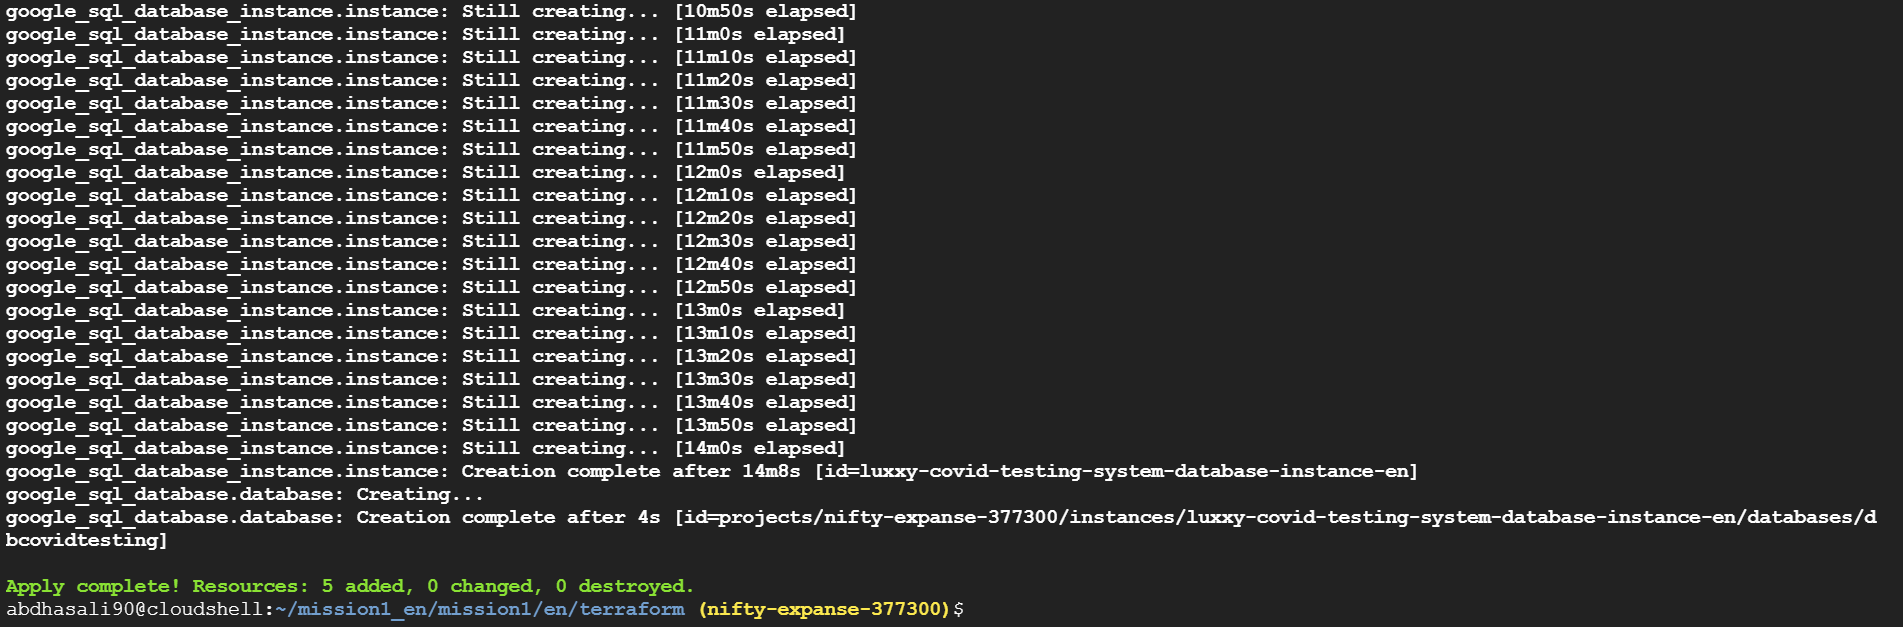 google_sql_database_instance.instance: Still creating... [10m50s elapsed]
google_sql_database_instance.instance: Still creating... [11m0s elapsed]
google_sql_database_instance.instance: Still creating... [11m10s elapsed]
google_sql_database_instance.instance: Still creating... [11m20s elapsed]
google_sql_database_instance.instance: Still creating... [11m30s elapsed]
google_sql_database_instance.instance: Still creating... [11m40s elapsed]
google_sql_database_instance.instance: Still creating... [11m50s elapsed]
google_sql_database_instance.instance: Still creating... [12m0s elapsed]
google_sql_database_instance.instance: Still creating... [12m10s elapsed]
google_sql_database_instance.instance: Still creating... [12m20s elapsed]
google_sql_database_instance.instance: Still creating... [12m30s elapsed]
google_sql_database_instance.instance: Still creating... [12m40s elapsed]
google_sql_database_instance.instance: Still creating... [12m50s elapsed]
google_sql_database_instance.instance: Still creating... [13m0s elapsed]
google_sql_database_instance.instance: Still creating... [13m10s elapsed]
google_sql_database_instance.instance: Still creating... [13m20s elapsed]
google_sql_database_instance.instance: Still creating... [13m30s elapsed]
google_sql_database_instance.instance: Still creating... [13m40s elapsed]
google_sql_database_instance.instance: Still creating... [13m50s elapsed]
google_sql_database_instance.instance: Still creating... [14m0s elapsed]
google_sql_database_instance.instance: Creation complete after 14m8s [id=luxxy-covid-testing-system-database-instance-en]
google_sql_database.database: Creating...
google_sql_database.database: Creation complete after 4s [id=projects/nifty-expanse-377300/instances/luxxy-covid-testing-system-database-instance-en/databases/d
bcovidtesting]
Apply complete! Resources: 5 added, 0 changed, 0 destroyed.
abdhasali90@cloudshell:~/mission1_en/mission1/en/terraform (nifty-expanse-377300)$